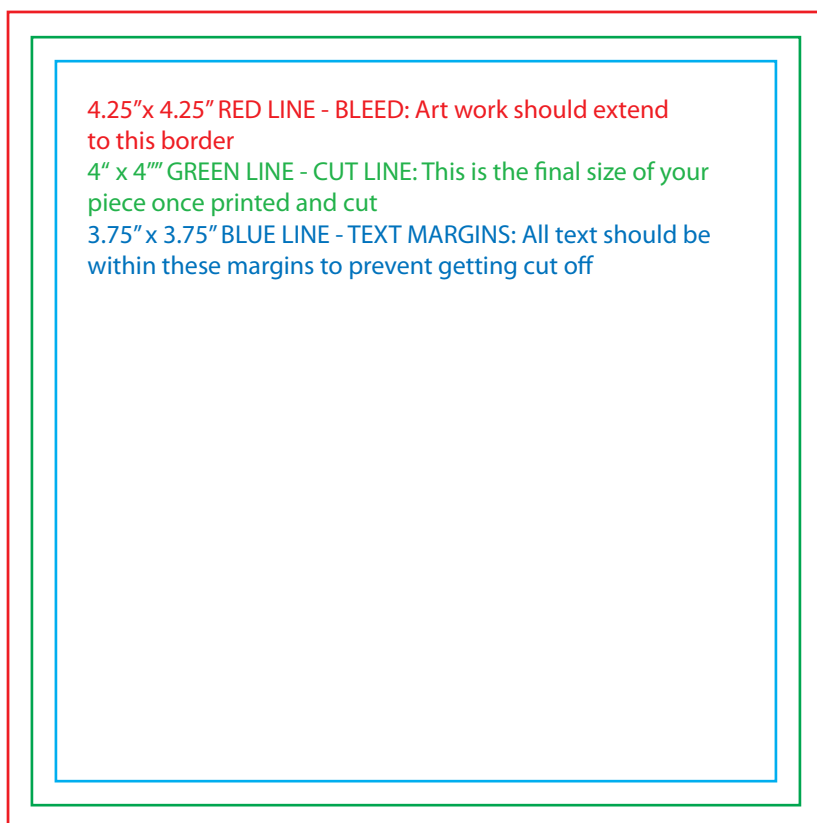 4.25”x 4.25” RED LINE - BLEED: Art work should extend
to this border
4“ x 4”” GREEN LINE - CUT LINE: This is the final size of your
piece once printed and cut
3.75” x 3.75” BLUE LINE - TEXT MARGINS: All text should be
within these margins to prevent getting cut off